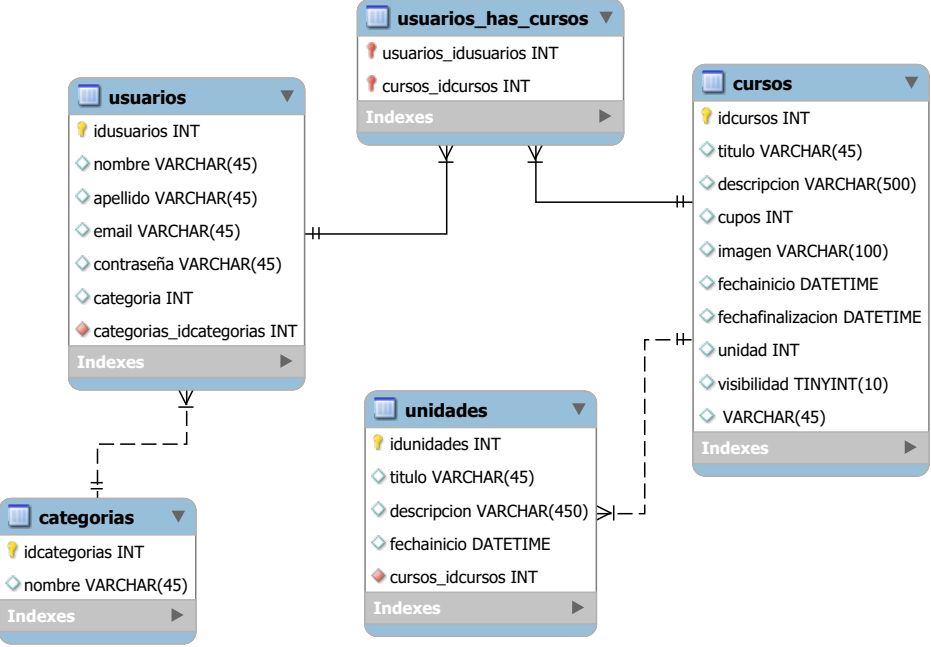 usuarios_has_cursos
usuarios_idusuarios INT
cursos_idcursos INT
Indexes
usuarios
idusuarios INT
nombre VARCHAR(45)
apellido VARCHAR(45)
email VARCHAR(45)
contraseña VARCHAR(45)
categoria INT
categorias_idcategorias INT
Indexes
cursos
idcursos INT
titulo VARCHAR(45)
descripcion VARCHAR(500)
cupos INT
imagen VARCHAR(100)
fechainicio DATETIME
fechafinalizacion DATETIME
unidad INT
visibilidad TINYINT(10)
VARCHAR(45)
Indexes
unidades
idunidades INT
titulo VARCHAR(45)
descripcion VARCHAR(450)
fechainicio DATETIME
cursos_idcursos INT
Indexes
categorias
idcategorias INT
nombre VARCHAR(45)
Indexes